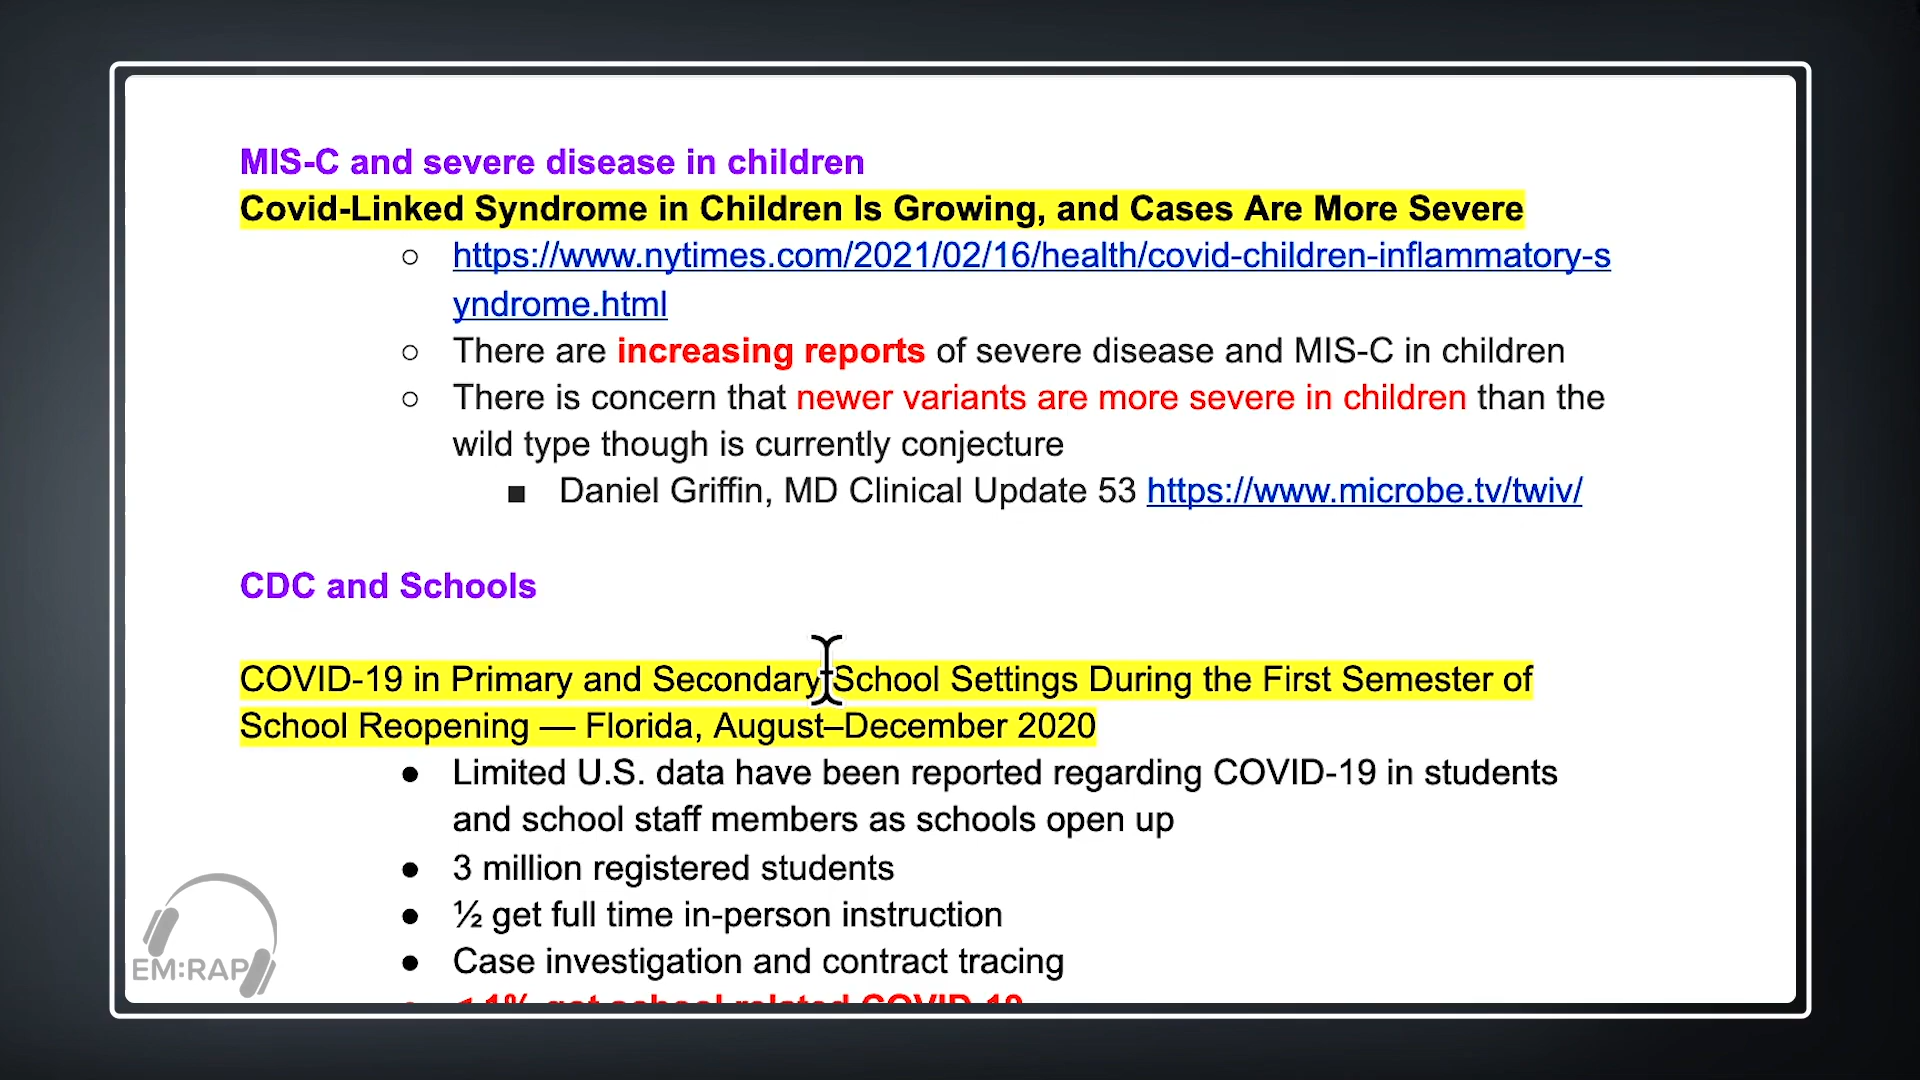 MIS-C and severe disease in children
Covid-Linked Syndrome in Children Is Growing, and Cases Are More Severe
○ https://www.nytimes.com/2021/02/16/health/covid-children-inflammatory-s
yndrome.html
○ There are increasing reports of severe disease and MIS-C in children
○ There is concern that newer variants are more severe in children than the
wild type though is currently conjecture
■ Daniel Griffin, MD Clinical Update 53 https://www.microbe.tv/twiv/
CDC and Schools
COVID-19 in Primary and Secondary School Settings During the First Semester of
School Reopening — Florida, August–December 2020
● Limited U.S. data have been reported regarding COVID-19 in students
and school staff members as schools open up
● 3 million registered students
● ½ get full time in-person instruction
● Case investigation and contract tracing
● <1% got school related COVID-19
EM:RAP